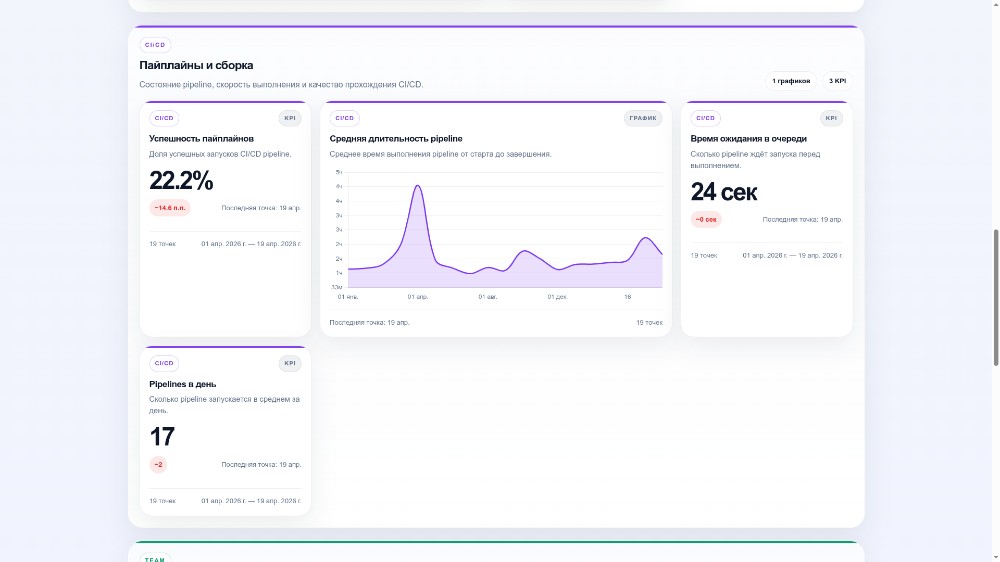 CI/CD
Пайплайны и сборка
Состояние pipeline, скорость выполнения и качество прохождения CI/CD.
1 графиков
3 KPI
CI/CD
KPI
Успешность пайплайнов
Доля успешных запусков CI/CD pipeline.
22.2%
−14.6 п.п.
Последняя точка: 19 апр.
19 точек
01 апр. 2026 г. — 19 апр. 2026 г.
CI/CD
ГРАФИК
Средняя длительность pipeline
Среднее время выполнения pipeline от старта до завершения.
5ч
4ч
4ч
3ч
3ч
2ч
2ч
1ч
33м
01 янв.
01 апр.
01 авг.
01 дек.
16
Последняя точка: 19 апр.
19 точек
CI/CD
KPI
Время ожидания в очереди
Сколько pipeline ждёт запуска перед
выполнением.
24 сек
−0 сек
Последняя точка: 19 апр.
19 точек
01 апр. 2026 г. — 19 апр. 2026 г.
CI/CD
KPI
Pipelines в день
Сколько pipeline запускается в среднем за
день.
17
−2
Последняя точка: 19 апр.
19 точек
01 апр. 2026 г. — 19 апр. 2026 г.
TEAM